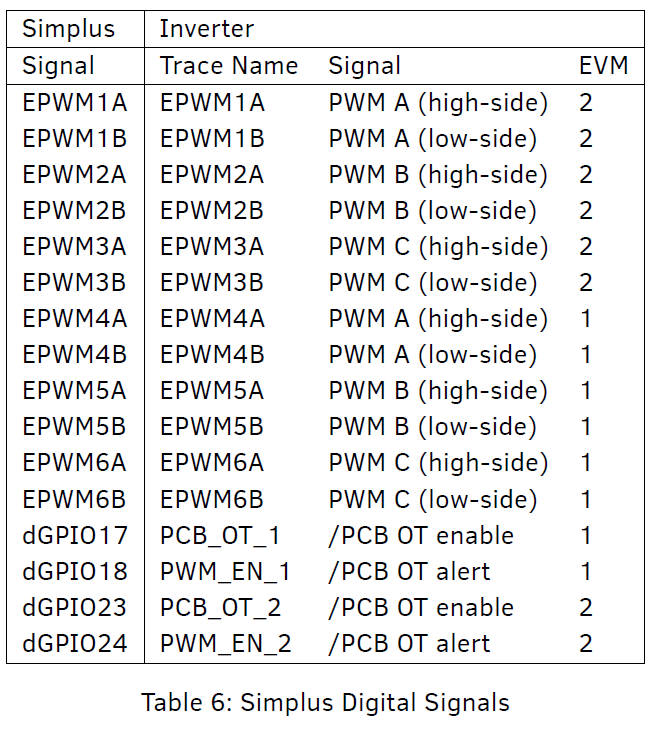 Simplus Inverter
Signal Trace Name Signal EVM
EPWM1A EPWM1A PWM A (high-side) 2
EPWM1B EPWM1B PWM A (low-side) 2
EPWM2A EPWM2A PWM B (high-side) 2
EPWM2B EPWM2B PWM B (low-side) 2
EPWM3A EPWM3A PWM C (high-side) 2
EPWM3B EPWM3B PWM C (low-side) 2
EPWM4A EPWM4A PWM A (high-side) 1
EPWM4B EPWM4B PWM A (low-side) 1
EPWM5A EPWM5A PWM B (high-side) 1
EPWM5B EPWM5B PWM B (low-side) 1
EPWM6A EPWM6A PWM C (high-side) 1
EPWM6B EPWM6B PWM C (low-side) 1
dGPIO17 PCB_OT_1 /PCB OT enable 1
dGPIO18 PWM_EN_1 /PCB OT alert 1
dGPIO23 PCB_OT_2 /PCB OT enable 2
dGPIO24 PWM_EN_2 /PCB OT alert 2
Table 6: Simplus Digital Signals